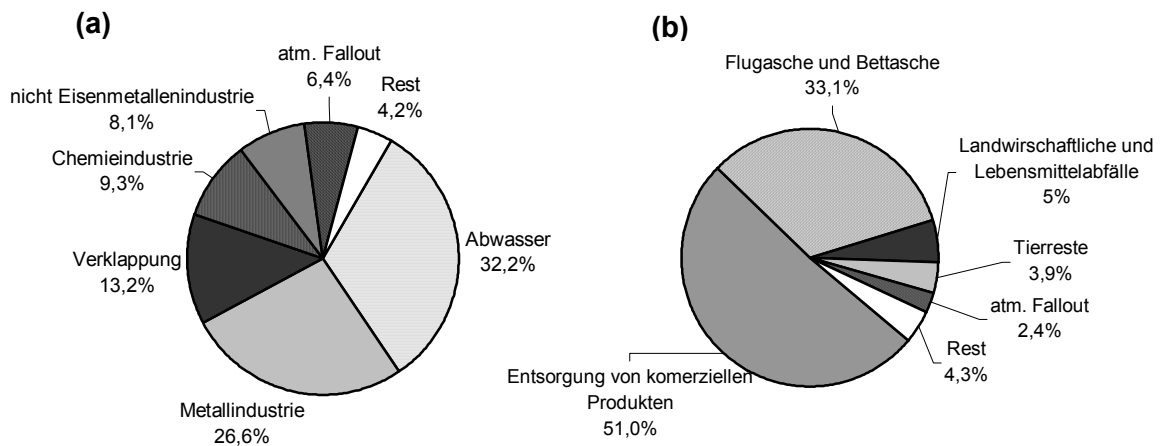 (a)
atm. Fallout
6,4%
Rest
4,2%
nicht Eisenmetallenindustrie
8,1%
Chemieindustrie
9,3%
Verklappung
13,2%
Abwasser
32,2%
Metallindustrie
26,6%
(b)
Flugasche und Bettasche
33,1%
Landwirschaftliche und
Lebensmittelabfälle
5%
Tierreste
3,9%
atm. Fallout
2,4%
Rest
4,3%
Entsorgung von komerziellen
Produkten
51,0%